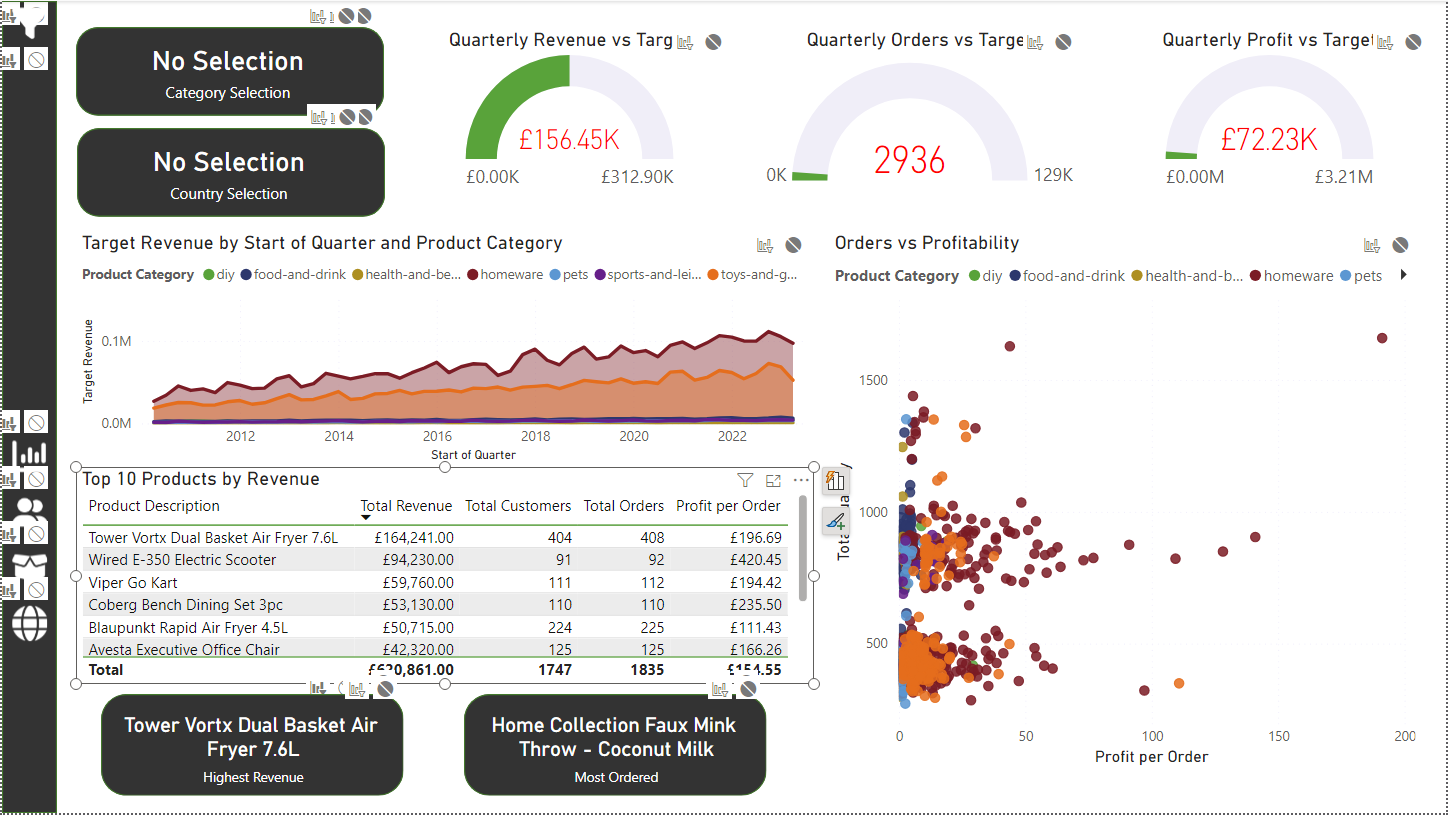 No Selection
Category Selection
No Selection
Country Selection
Quarterly Revenue vs Targ
£156.45K
£0.00K £312.90K
Quarterly Orders vs Targe
2936
0K 129K
Quarterly Profit vs Target
£72.23K
£0.00M £3.21M
Target Revenue by Start of Quarter and Product Category
Product Category diy food-and-drink health-and-be... homeware pets sports-and-lei... toys-and-g...
Target Revenue
0.1M
0.0M
2012 2014 2016 2018 2020 2022
Start of Quarter
Orders vs Profitability
Product Category diy food-and-drink health-and-b... homeware pets
1500
1000
500
0 50 100 150 200
Profit per Order
Top 10 Products by Revenue
Product Description Total Revenue Total Customers Total Orders Profit per Order
Tower Vortx Dual Basket Air Fryer 7.6L £164,241.00 404 408 £196.69
Wired E-350 Electric Scooter £94,230.00 91 92 £420.45
Viper Go Kart £59,760.00 111 112 £194.42
Coberg Bench Dining Set 3pc £53,130.00 110 110 £235.50
Blaupunkt Rapid Air Fryer 4.5L £50,715.00 224 225 £111.43
Avesta Executive Office Chair £42,320.00 125 125 £166.26
Total 1747 1835
Tower Vortx Dual Basket Air
Fryer 7.6L
Highest Revenue
Home Collection Faux Mink
Throw - Coconut Milk
Most Ordered